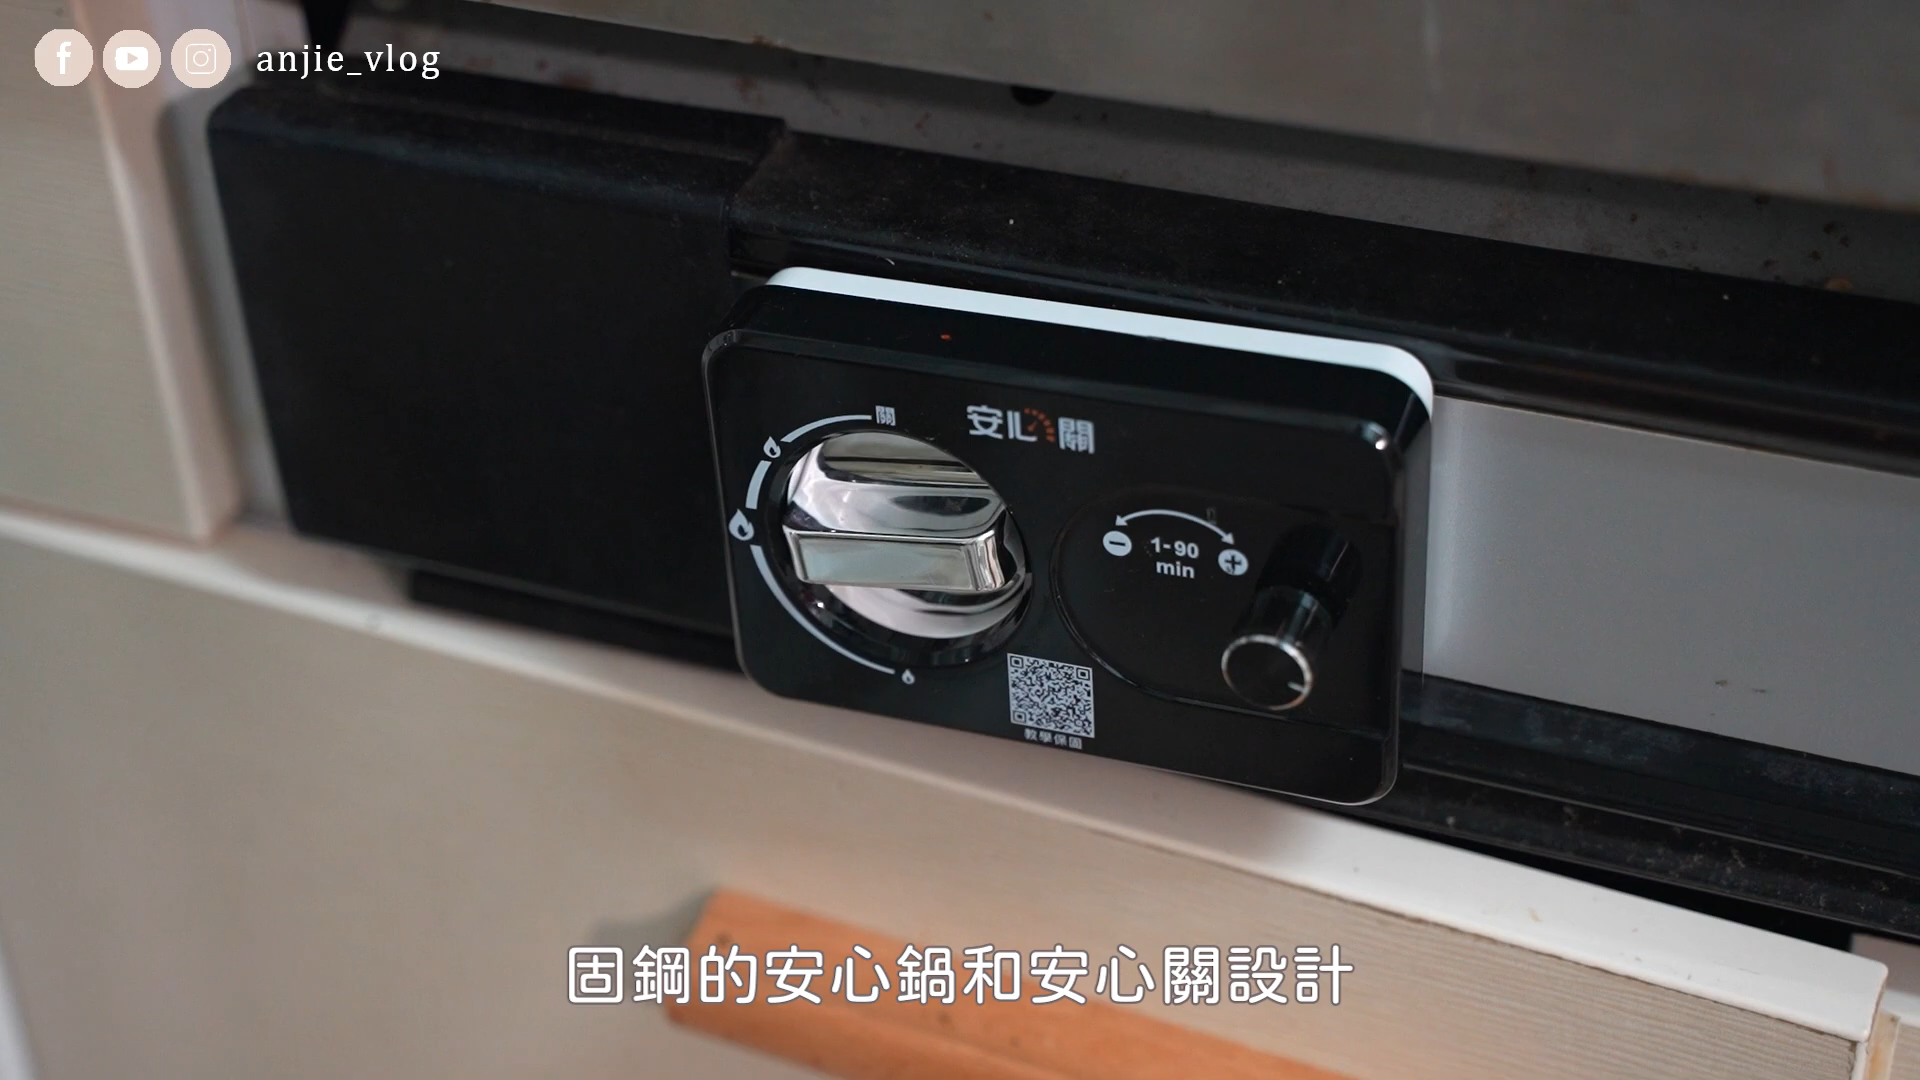 anjie_vlog
關
安心關
1-90
min
教學保固
固鋼的安心鍋和安心關設計